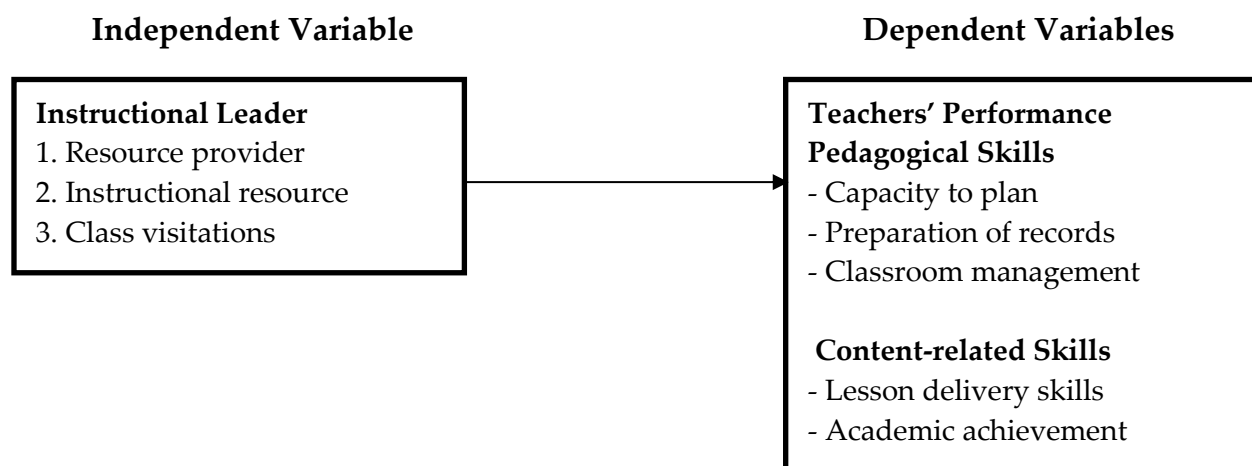 Independent Variable
Instructional Leader
1. Resource provider
2. Instructional resource
3. Class visitations
Dependent Variables
Teachers’ Performance
Pedagogical Skills
- Capacity to plan
- Preparation of records
- Classroom management
Content-related Skills
- Lesson delivery skills
- Academic achievement